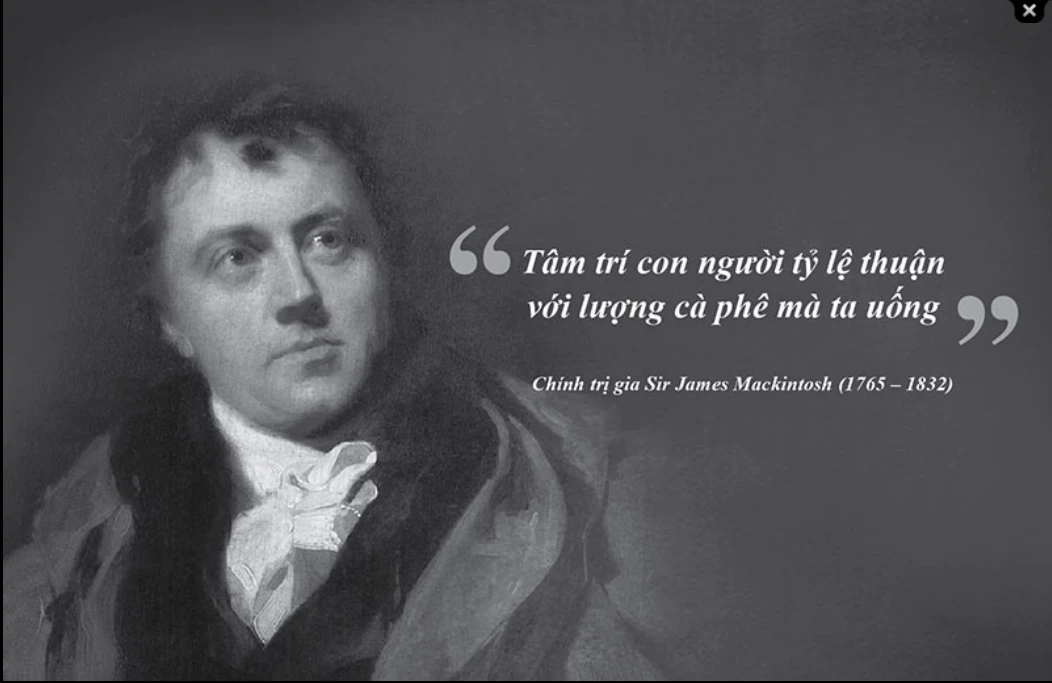 “ Tâm trí con người tỷ lệ thuận
với lượng cà phê mà ta uống ”
Chính trị gia Sir James Mackintosh (1765 – 1832)